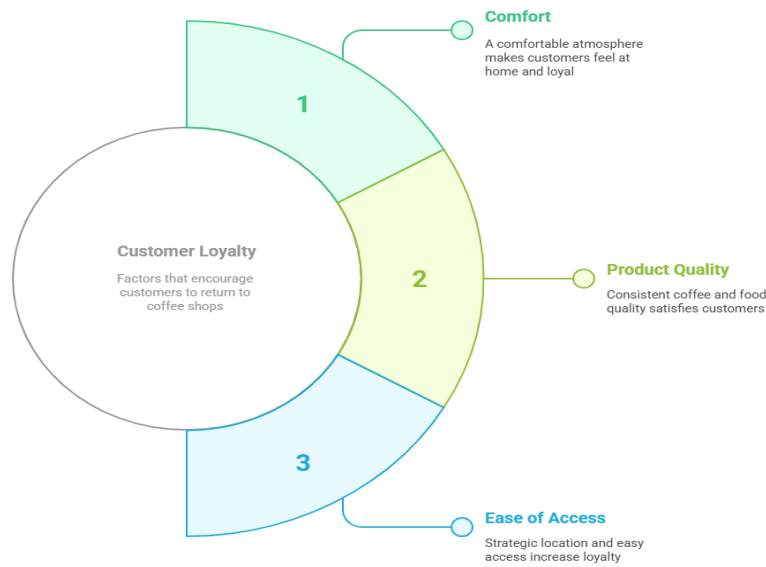 Comfort
A comfortable atmosphere
makes customers feel at
home and loyal
1
Customer Loyalty
Factors that encourage
customers to return to
coffee shops
2
Product Quality
Consistent coffee and food
quality satisfies customers
3
Ease of Access
Strategic location and easy
access increase loyalty